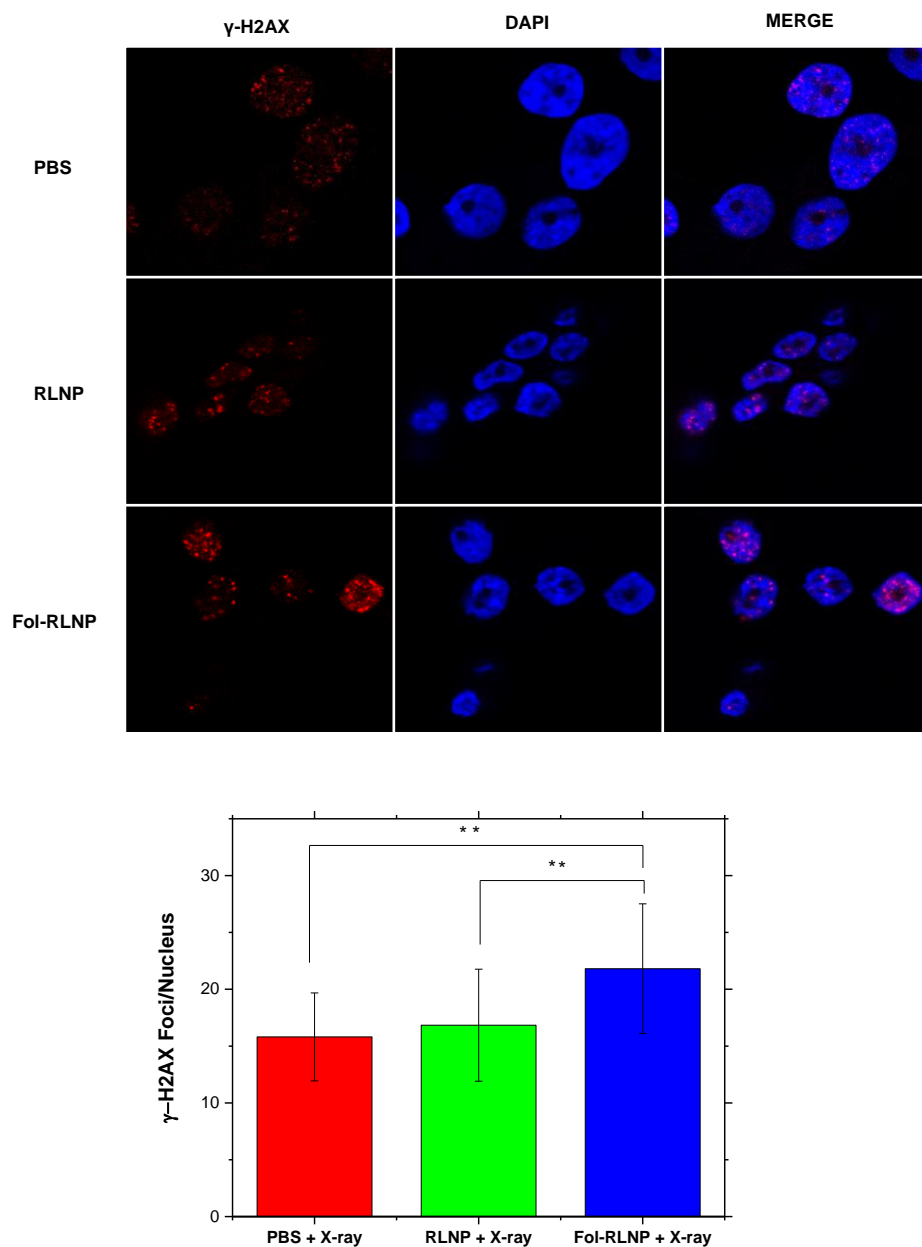 γ-H2AX DAPI MERGE
PBS
RLNP
Fol-RLNP
**
**
30
20
10
0
γ–H2AX Foci/Nucleus
PBS + X-ray RLNP + X-ray Fol-RLNP + X-ray